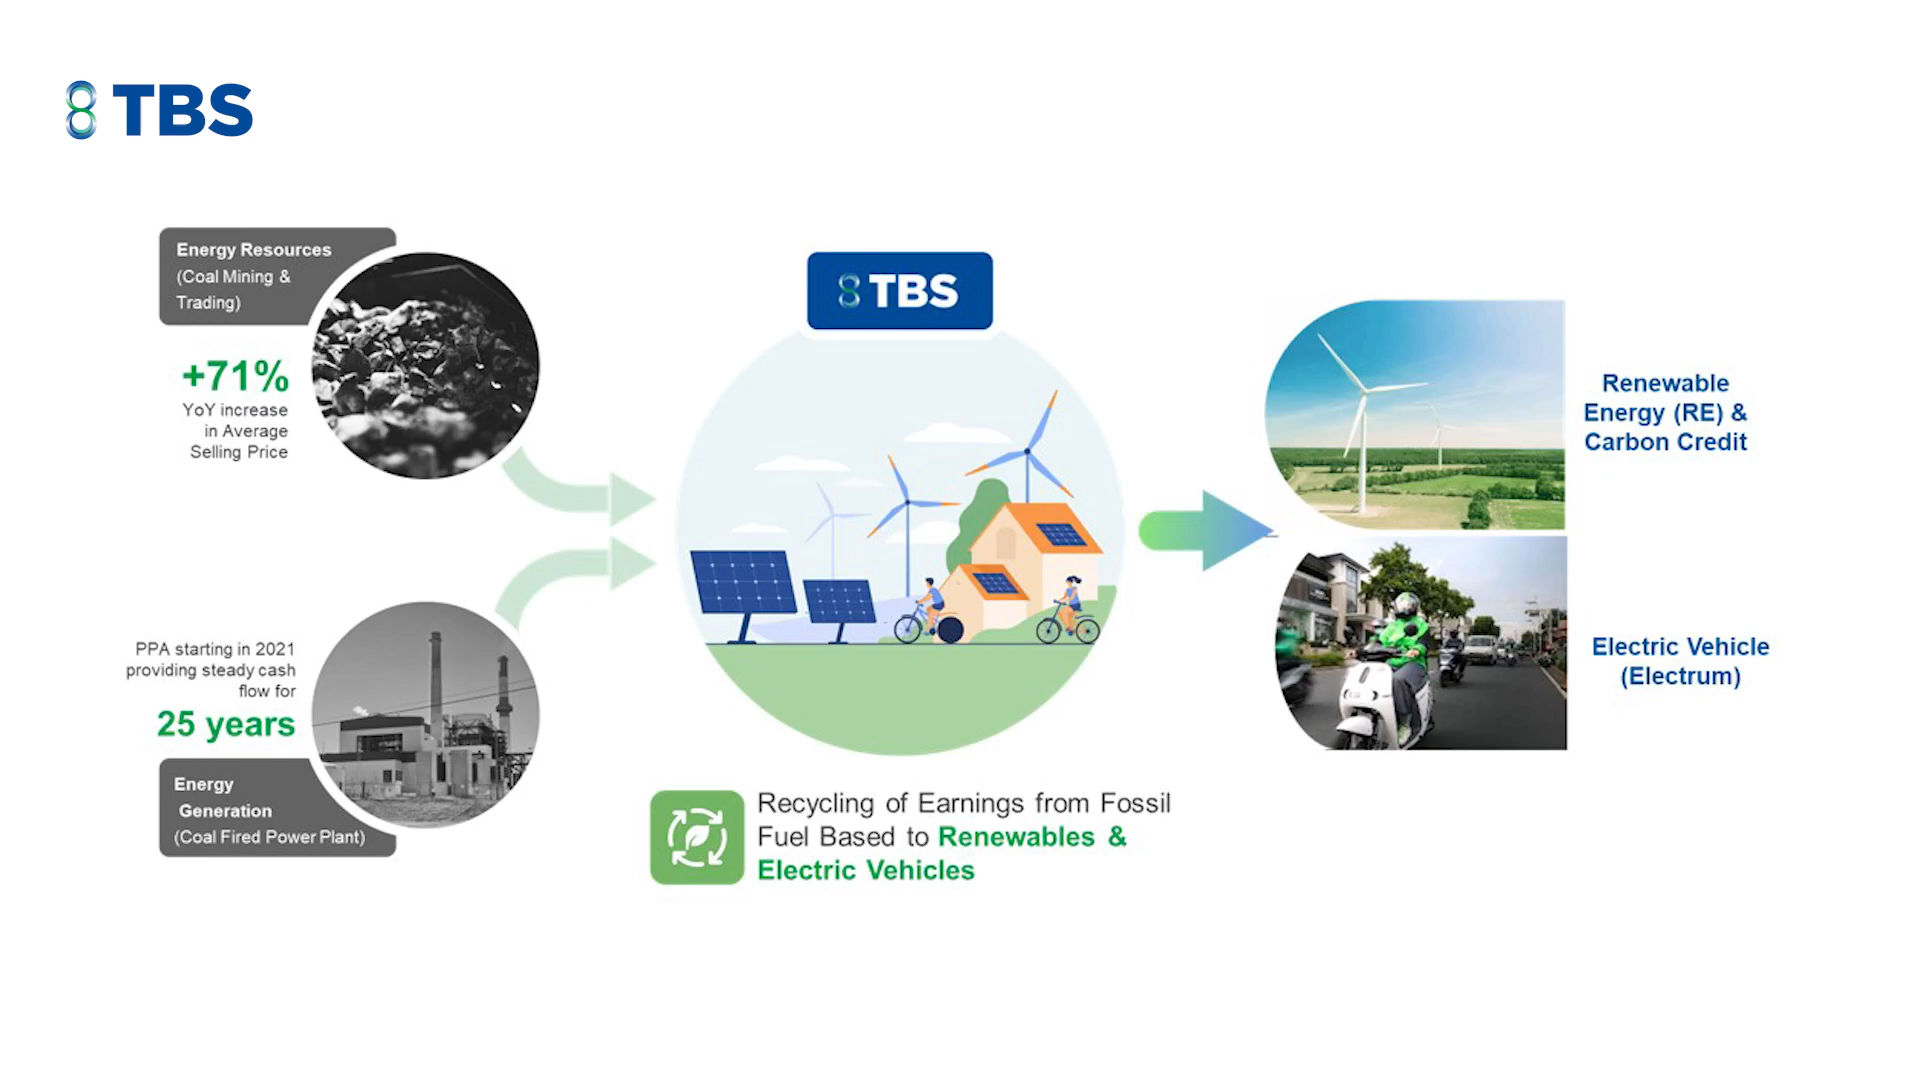 TBS
Energy Resources
(Coal Mining &
Trading)
+71%
YoY increase
in Average
Selling Price
PPA starting in 2021
providing steady cash
flow for
25 years
Energy
Generation
(Coal Fired Power Plant)
TBS
Recycling of Earnings from Fossil
Fuel Based to Renewables &
Electric Vehicles
Renewable
Energy (RE) &
Carbon Credit
Electric Vehicle
(Electrum)